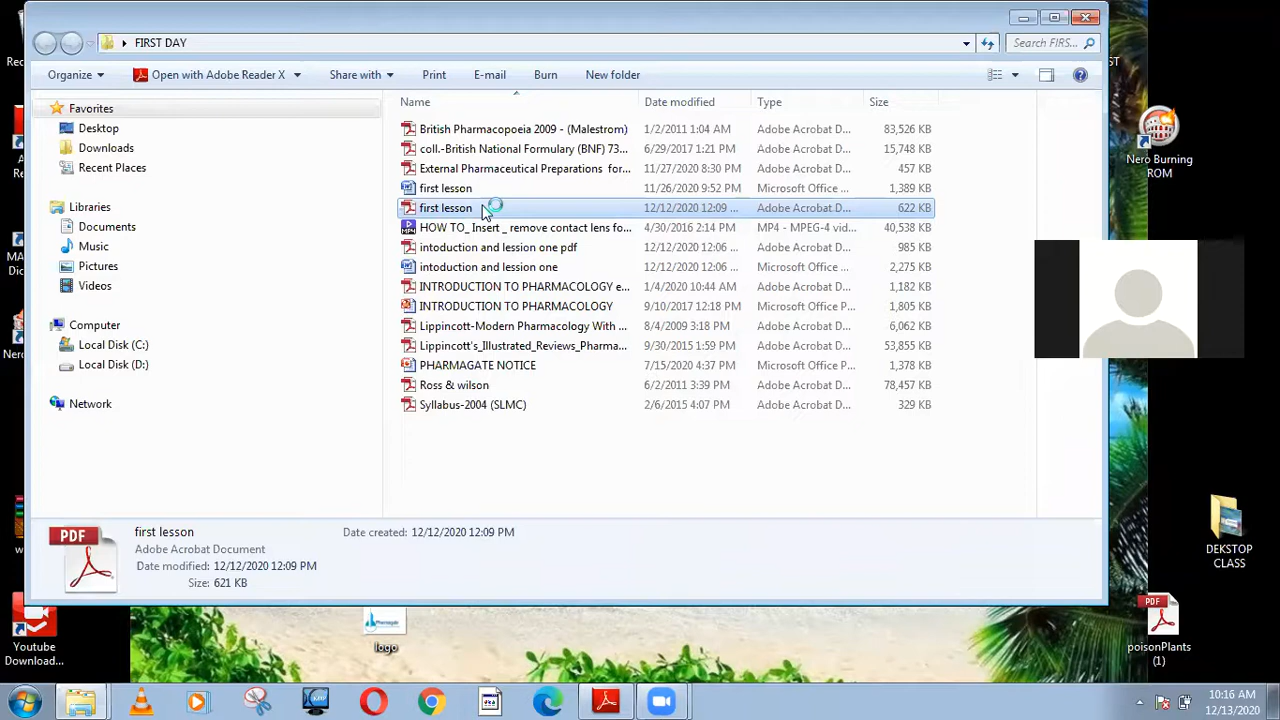 FIRST DAY
Search FIRS...
Organize
Open with Adobe Reader X
Share with
Print
E-mail
Burn
New folder
Favorites
Desktop
Downloads
Recent Places
Libraries
Documents
Music
Pictures
Videos
Computer
Local Disk (C:)
Local Disk (D:)
Network
Name Date modified Type Size
British Pharmacopoeia 2009 - (Malestrom) 1/2/2011 1:04 AM Adobe Acrobat D... 83,526 KB
coll.-British National Formulary (BNF) 73... 6/29/2017 1:21 PM Adobe Acrobat D... 15,748 KB
External Pharmaceutical Preparations for... 11/27/2020 8:30 PM Adobe Acrobat D... 457 KB
first lesson 11/26/2020 9:52 PM Microsoft Office ... 1,389 KB
first lesson 12/12/2020 12:09 ... Adobe Acrobat D... 622 KB
HOW TO_ Insert _ remove contact lens fo... 4/30/2016 2:14 PM MP4 - MPEG-4 vid... 40,538 KB
intoduction and lession one pdf 12/12/2020 12:06 ... Adobe Acrobat D... 985 KB
intoduction and lession one 12/12/2020 12:06 ... Microsoft Office ... 2,275 KB
INTRODUCTION TO PHARMACOLOGY e... 1/4/2020 10:44 AM Adobe Acrobat D... 1,182 KB
INTRODUCTION TO PHARMACOLOGY 9/10/2017 12:18 PM Microsoft Office P... 1,805 KB
Lippincott-Modern Pharmacology With ... 8/4/2009 3:18 PM Adobe Acrobat D... 6,062 KB
Lippincott's_Illustrated_Reviews_Pharma... 9/30/2015 1:59 PM Adobe Acrobat D... 53,855 KB
PHARMAGATE NOTICE 7/15/2020 4:37 PM Microsoft Office P... 1,378 KB
Ross & wilson 6/2/2011 3:39 PM Adobe Acrobat D... 78,457 KB
Syllabus-2004 (SLMC) 2/6/2015 4:07 PM Adobe Acrobat D... 329 KB
PDF
first lesson
Adobe Acrobat Document
Date modified: 12/12/2020 12:09 PM
Size: 621 KB
Date created: 12/12/2020 12:09 PM
Nero Burning
ROM
DEKSTOP
CLASS
PDF
poisonPlants
(1)
Youtube
Download...
logo
10:16 AM
12/13/2020